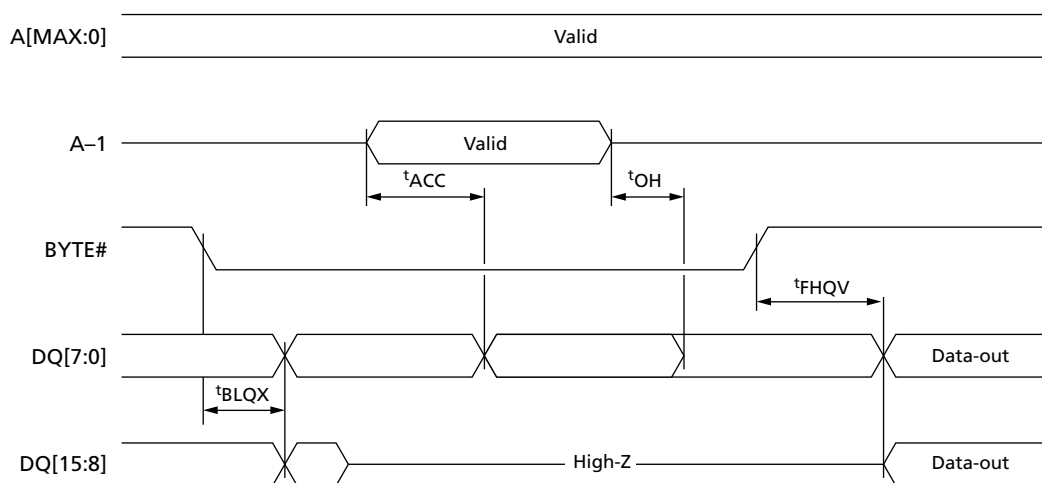 A[MAX:0] Valid
A–1 Valid
tACC tOH
BYTE#
tFHQV
DQ[7:0] Data-out
tBLQX
DQ[15:8] High-Z Data-out